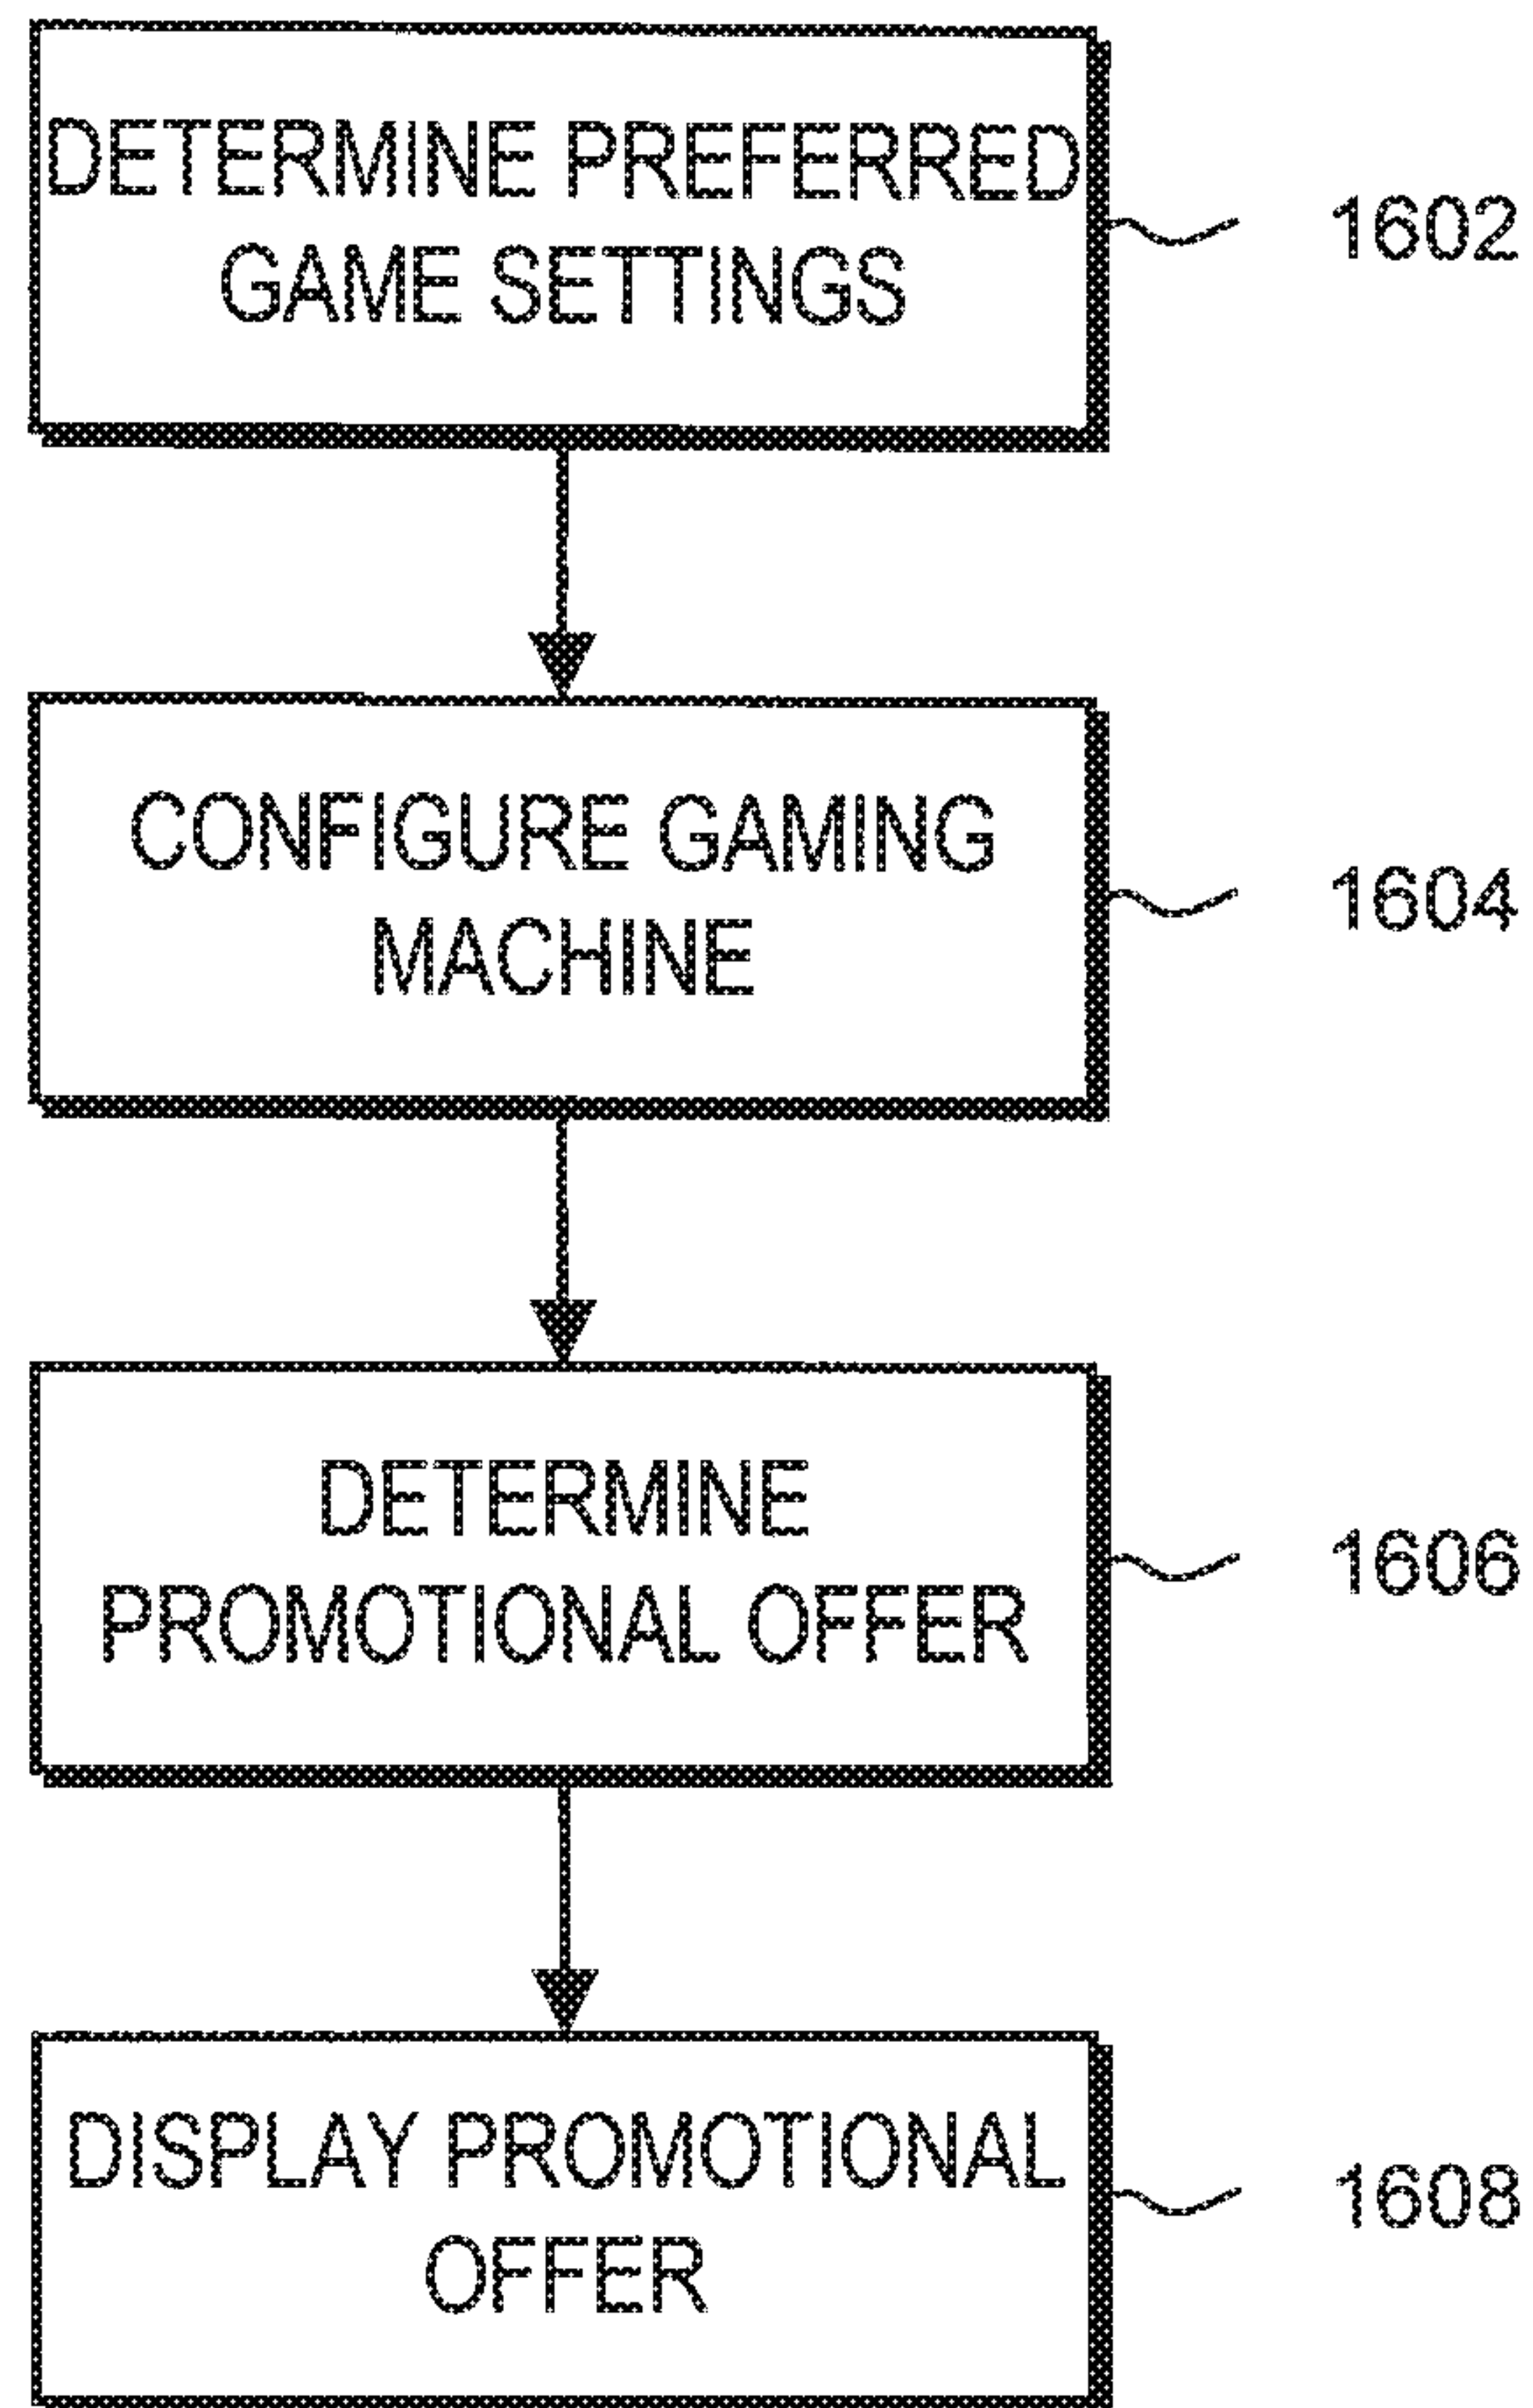 DETERMINE PREFERRED
GAME SETTINGS
1602
CONFIGURE GAMING
MACHINE
1604
DETERMINE
PROMOTIONAL OFFER
1606
DISPLAY PROMOTIONAL
OFFER
1608